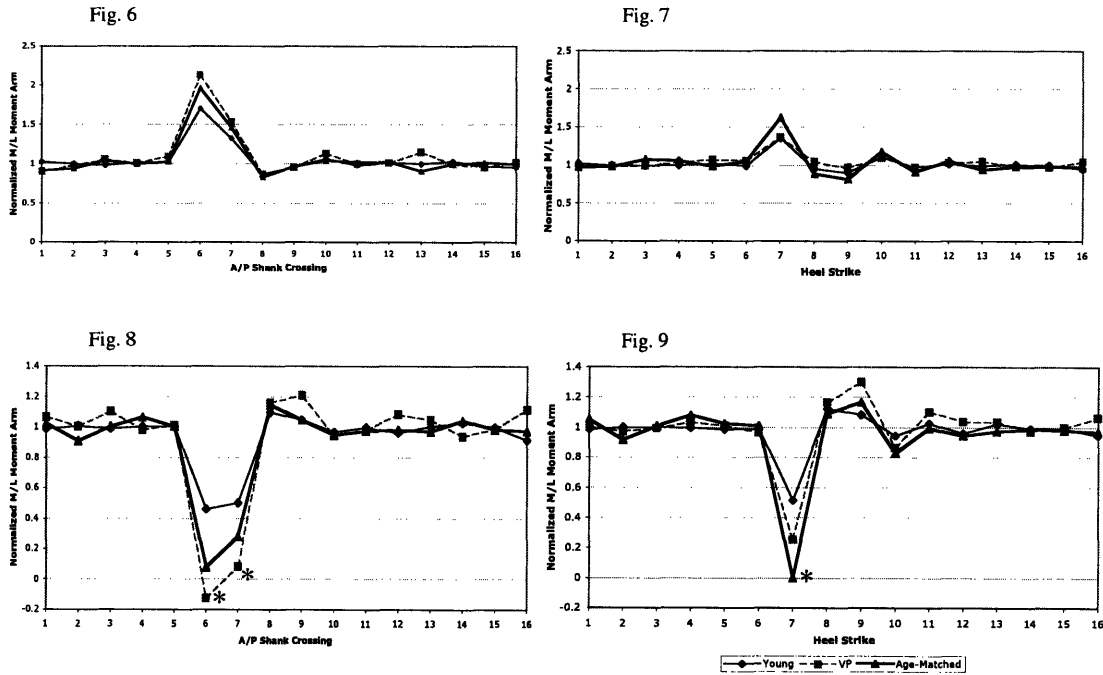 Fig. 6
Normalized M/L Moment Arm
2.5
2
1.5
1
0.5
0
1 2 3 4 5 6 7 8 9 10 11 12 13 14 15 16
A/P Shank Crossing
Fig. 7
Normalized M/L Moment Arm
2.5
2
1.5
1
0.5
0
1 2 3 4 5 6 7 8 9 10 11 12 13 14 15 16
Heel Strike
Fig. 8
Normalized M/L Moment Arm
1.4
1.2
1
0.8
0.6
0.4
0.2
0
-0.2
* *
1 2 3 4 5 6 7 8 9 10 11 12 13 14 15 16
A/P Shank Crossing
Fig. 9
Normalized M/L Moment Arm
1.4
1.2
1
0.8
0.6
0.4
0.2
0
-0.2
*
1 2 3 4 5 6 7 8 9 10 11 12 13 14 15 16
Heel Strike
Young VP Age-Matched